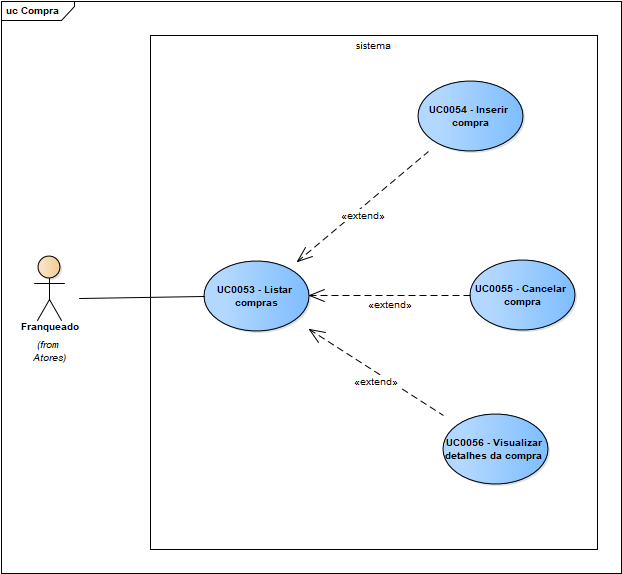 uc Compra
sistema
UC0054 - Inserir
compra
«extend»
UC0053 - Listar
compras
UC0055 - Cancelar
compra
«extend»
Franqueado
(from
Atores)
«extend»
UC0056 - Visualizar
detalhes da compra